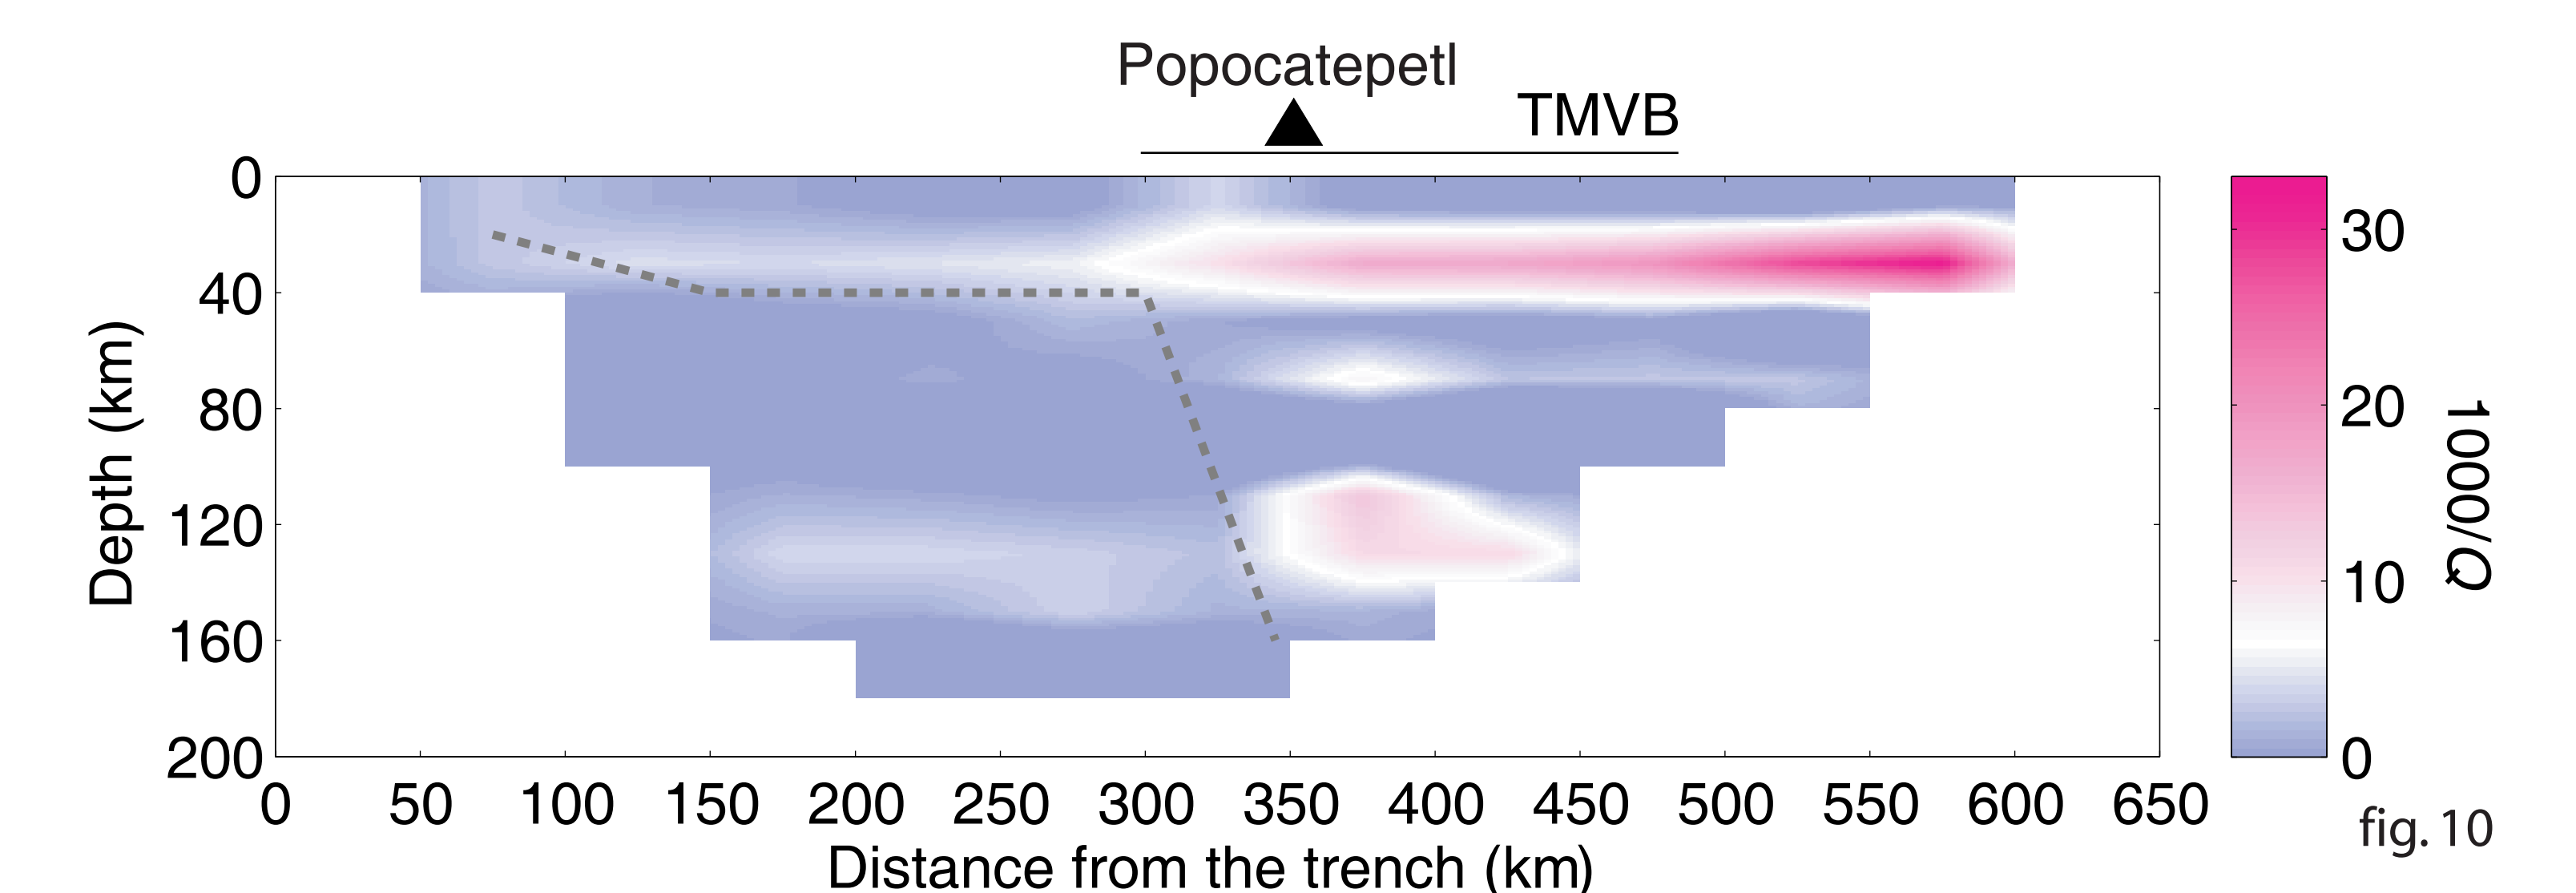 Popocatepetl
TMVB
0
40
80
120
160
200
Depth (km)
0 50 100 150 200 250 300 350 400 450 500 550 600 650
Distance from the trench (km)
30
20
10
0
1000/Q
fig. 10